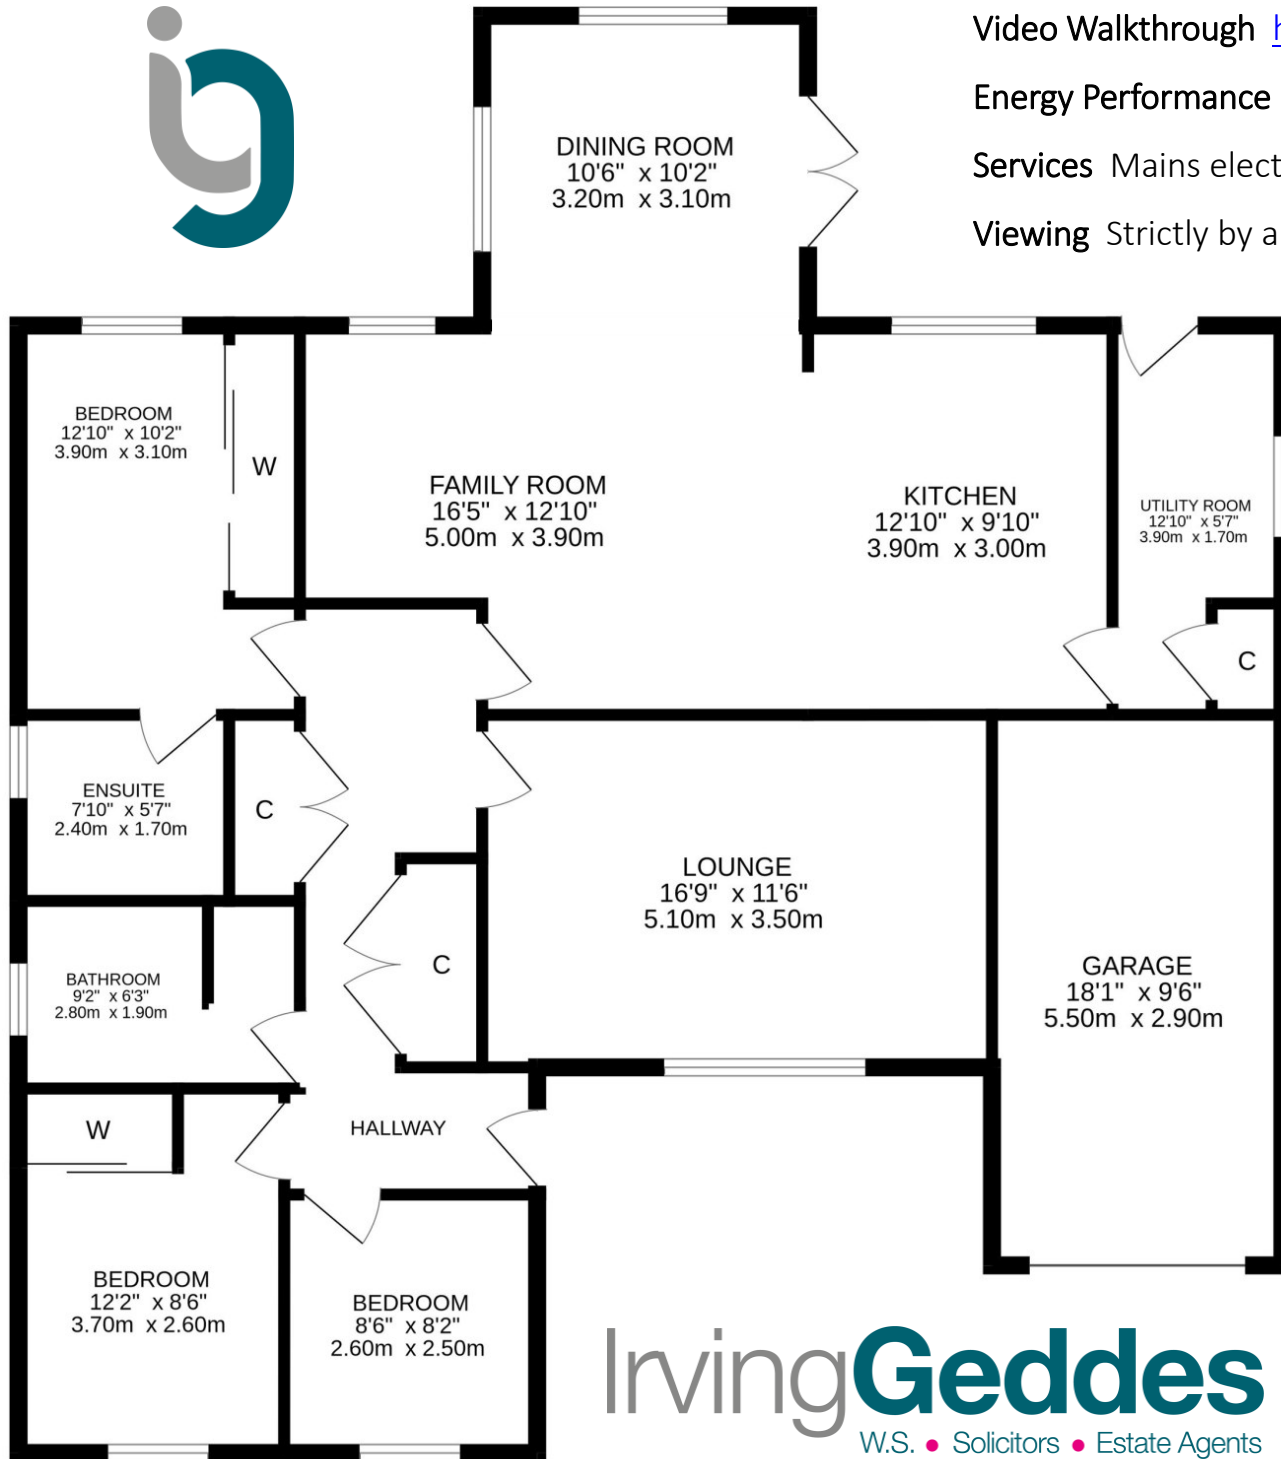 Video Walkthrough
Energy Performance
Services Mains elect
Viewing Strictly by a
DINING ROOM
10'6" x 10'2"
3.20m x 3.10m
BEDROOM
12'10" x 10'2"
3.90m x 3.10m
W
FAMILY ROOM
16'5" x 12'10"
5.00m x 3.90m
KITCHEN
12'10" x 9'10"
3.90m x 3.00m
UTILITY ROOM
12'10" x 5'7"
3.90m x 1.70m
C
ENSUITE
7'10" x 5'7"
2.40m x 1.70m
C
LOUNGE
16'9" x 11'6"
5.10m x 3.50m
C
BATHROOM
9'2" x 6'3"
2.80m x 1.90m
GARAGE
18'1" x 9'6"
5.50m x 2.90m
W
HALLWAY
BEDROOM
12'2" x 8'6"
3.70m x 2.60m
BEDROOM
8'6" x 8'2"
2.60m x 2.50m
IrvingGeddes
W.S. • Solicitors • Estate Agents